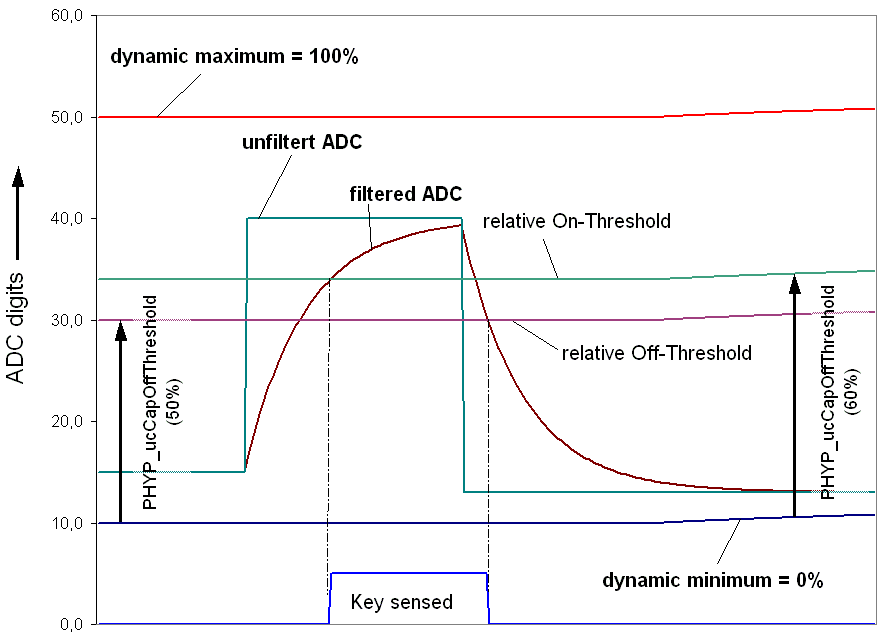 60,0
dynamic maximum = 100%
50,0
unfiltert ADC
filtered ADC
40,0
relative On-Threshold
ADC digits
30,0
relative Off-Threshold
PHYP_ucCapOffThreshold
(50%)
PHYP_ucCapOffThreshold
(60%)
20,0
10,0
dynamic minimum = 0%
Key sensed
0,0